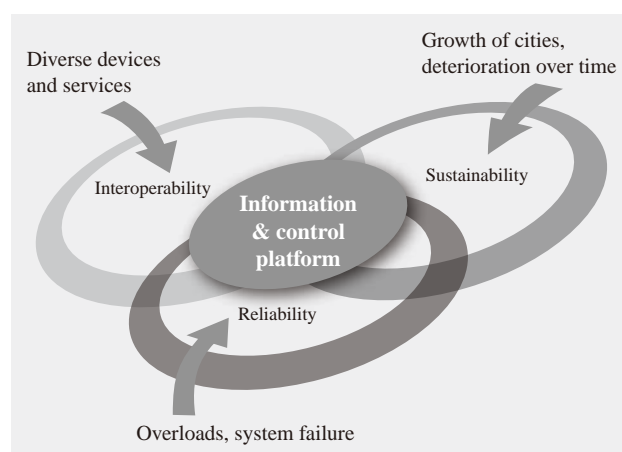 Diverse devices
and services
Growth of cities,
deterioration over time
Interoperability
Sustainability
Information
& control
platform
Reliability
Overloads, system failure